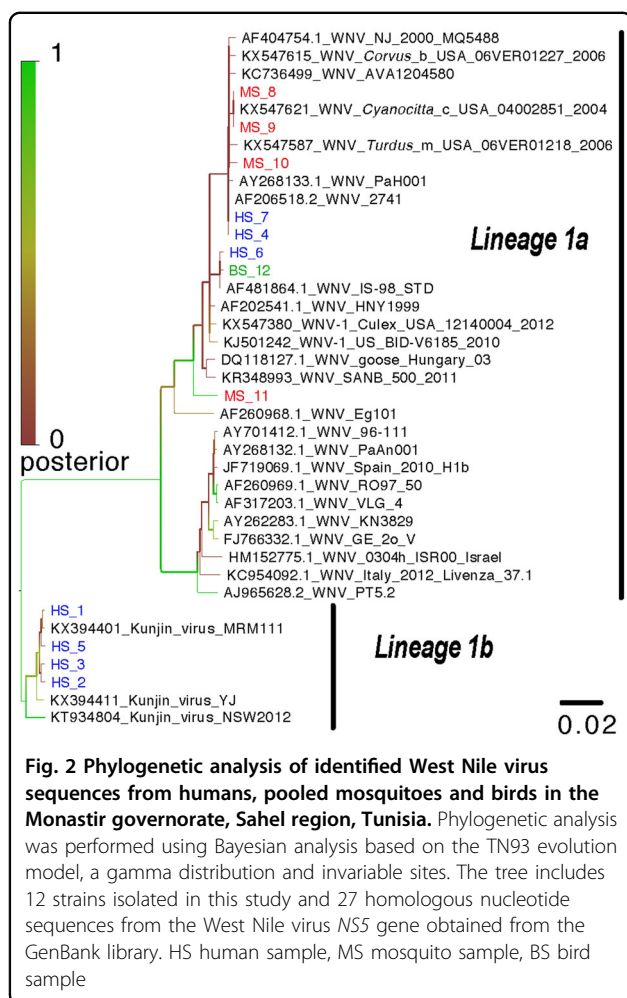 1
0
posterior
AF404754.1_WNV_NJ_2000_MQ5488
KX547615_WNV_Corvus_b_USA_06VER01227_2006
KC736499_WNV_AVA1204580
MS_8
KX547621_WNV_Cyanocitta_c_USA_04002851_2004
MS_9
KX547587_WNV_Turdus_m_USA_06VER01218_2006
MS_10
AY268133.1_WNV_PaH001
AF206518.2_WNV_2741
HS_7
HS_4
HS_6
BS_12
AF481864.1_WNV_IS-98_STD
AF202541.1_WNV_HNY1999
KX547380_WNV-1_Culex_USA_12140004_2012
KJ501242_WNV-1_US_BID-V6185_2010
DQ118127.1_WNV_goose_Hungary_03
KR348993_WNV_SANB_500_2011
MS_11
AF260968.1_WNV_Eg101
AY701412.1_WNV_96-111
AY268132.1_WNV_PaAn001
JF719069.1_WNV_Spain_2010_H1b
AF260969.1_WNV_RO97_50
AF317203.1_WNV_VLG_4
AY262283.1_WNV_KN3829
FJ766332.1_WNV_GE_2o_V
HM152775.1_WNV_0304h_ISR00_Israel
KC954092.1_WNV_Italy_2012_Livenza_37.1
AJ965628.2_WNV_PT5.2
Lineage 1a
HS_1
KX394401_Kunjin_virus_MRM111
HS_5
HS_3
HS_2
KX394411_Kunjin_virus_YJ
KT934804_Kunjin_virus_NSW2012
Lineage 1b
0.02
Fig. 2 Phylogenetic analysis of identified West Nile virus
sequences from humans, pooled mosquitoes and birds in the
Monastir governorate, Sahel region, Tunisia. Phylogenetic analysis
was performed using Bayesian analysis based on the TN93 evolution
model, a gamma distribution and invariable sites. The tree includes
12 strains isolated in this study and 27 homologous nucleotide
sequences from the West Nile virus NS5 gene obtained from the
GenBank library. HS human sample, MS mosquito sample, BS bird
sample